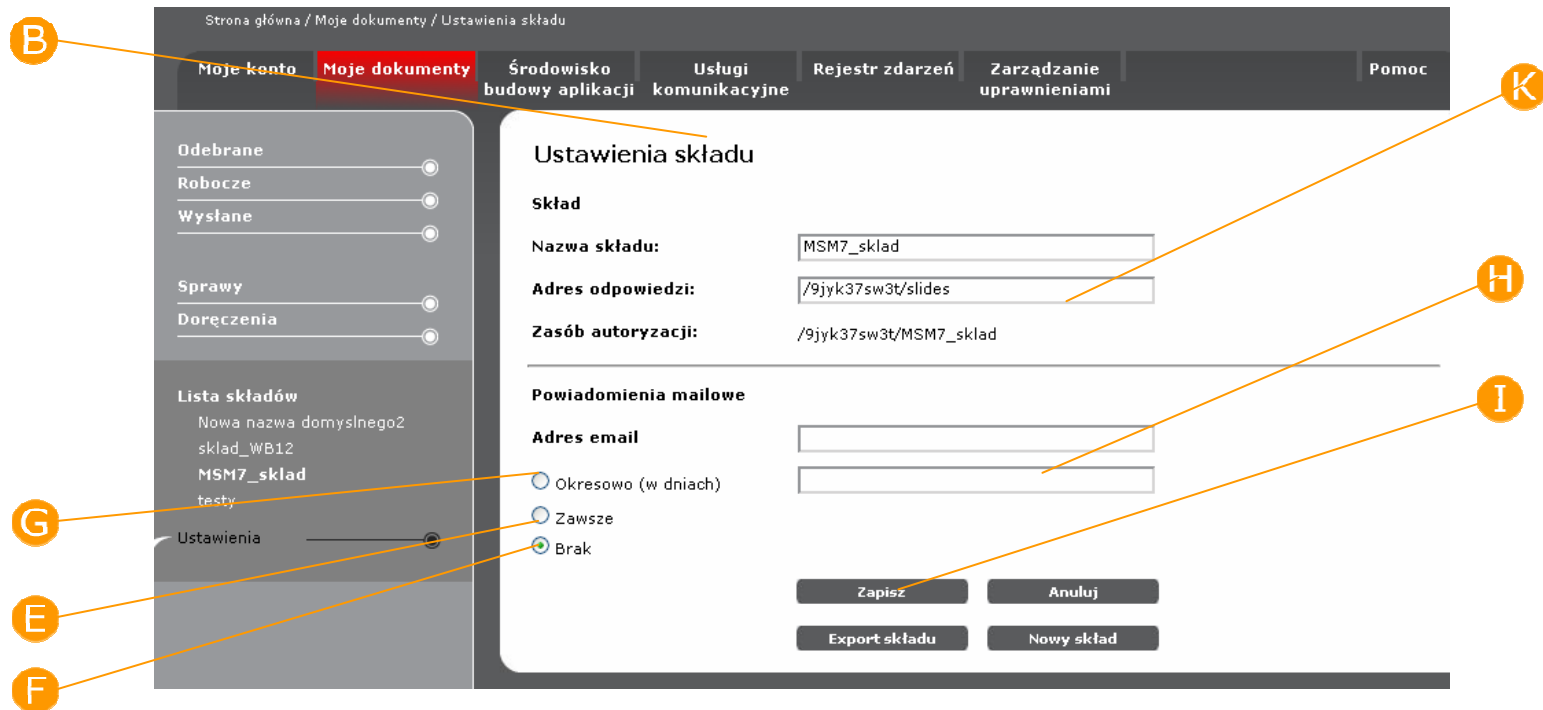 Strona główna / Moje dokumenty / Ustawienia składu
B
Moje konto
Moje dokumenty
Środowisko
budowy aplikacji
Usługi
komunikacyjne
Rejestr zdarzeń
Zarządzanie
uprawnieniami
Pomoc
K
Odebrane
Robocze
Wysłane
Sprawy
Doręczenia
Lista składów
Nowa nazwa domyslnego2
sklad_WB12
MSM7_sklad
testy
Ustawienia
Ustawienia składu
Skład
Nazwa składu: MSM7_sklad
Adres odpowiedzi: /9jyk37sw3t/slides
H
Zasób autoryzacji: /9jyk37sw3t/MSM7_sklad
Powiadomienia mailowe
I
Adres email
Okresowo (w dniach)
G
Zawsze
Brak
Zapisz Anuluj
E
Export składu Nowy skład
F